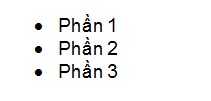 • Phần 1
• Phần 2
• Phần 3